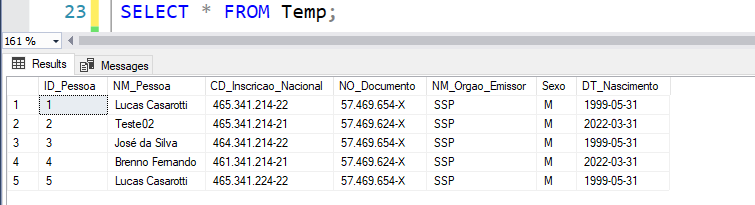 23 SELECT * FROM Temp;
161 %
Results Messages
ID_Pessoa NM_Pessoa CD_Inscricao_Nacional NO_Documento NM_Orgao_Emissor Sexo DT_Nascimento
1 1 Lucas Casarotti 465.341.214-22 57.469.654-X SSP M 1999-05-31
2 2 Teste02 465.341.214-21 57.469.624-X SSP M 2022-03-31
3 3 José da Silva 464.341.214-22 57.469.654-X SSP M 1999-05-31
4 4 Brenno Fernando 461.341.214-21 57.469.624-X SSP M 2022-03-31
5 5 Lucas Casarotti 465.341.224-22 57.469.654-X SSP M 1999-05-31